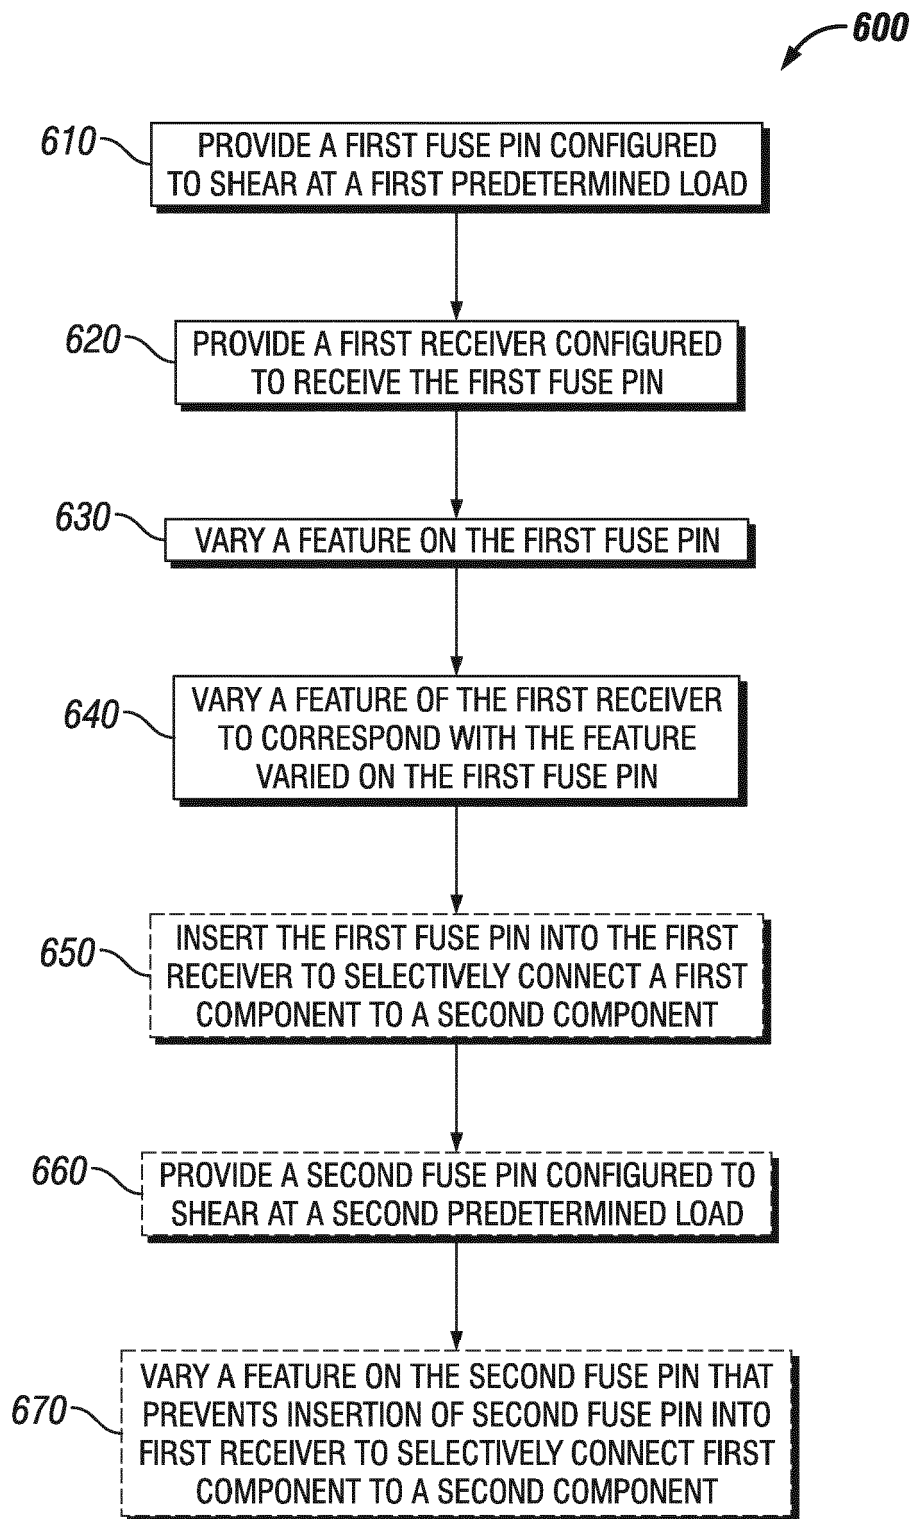 600
610
PROVIDE A FIRST FUSE PIN CONFIGURED
TO SHEAR AT A FIRST PREDETERMINED LOAD
620
PROVIDE A FIRST RECEIVER CONFIGURED
TO RECEIVE THE FIRST FUSE PIN
630
VARY A FEATURE ON THE FIRST FUSE PIN
640
VARY A FEATURE OF THE FIRST RECEIVER
TO CORRESPOND WITH THE FEATURE
VARIED ON THE FIRST FUSE PIN
650
INSERT THE FIRST FUSE PIN INTO THE FIRST
RECEIVER TO SELECTIVELY CONNECT A FIRST
COMPONENT TO A SECOND COMPONENT
660
PROVIDE A SECOND FUSE PIN CONFIGURED TO
SHEAR AT A SECOND PREDETERMINED LOAD
670
VARY A FEATURE ON THE SECOND FUSE PIN THAT
PREVENTS INSERTION OF SECOND FUSE PIN INTO
FIRST RECEIVER TO SELECTIVELY CONNECT FIRST
COMPONENT TO A SECOND COMPONENT